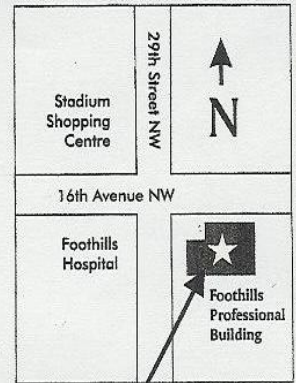 29th Street NW
N
Stadium
Shopping
Centre
16th Avenue NW
Foothills
Hospital
Foothills
Professional
Building